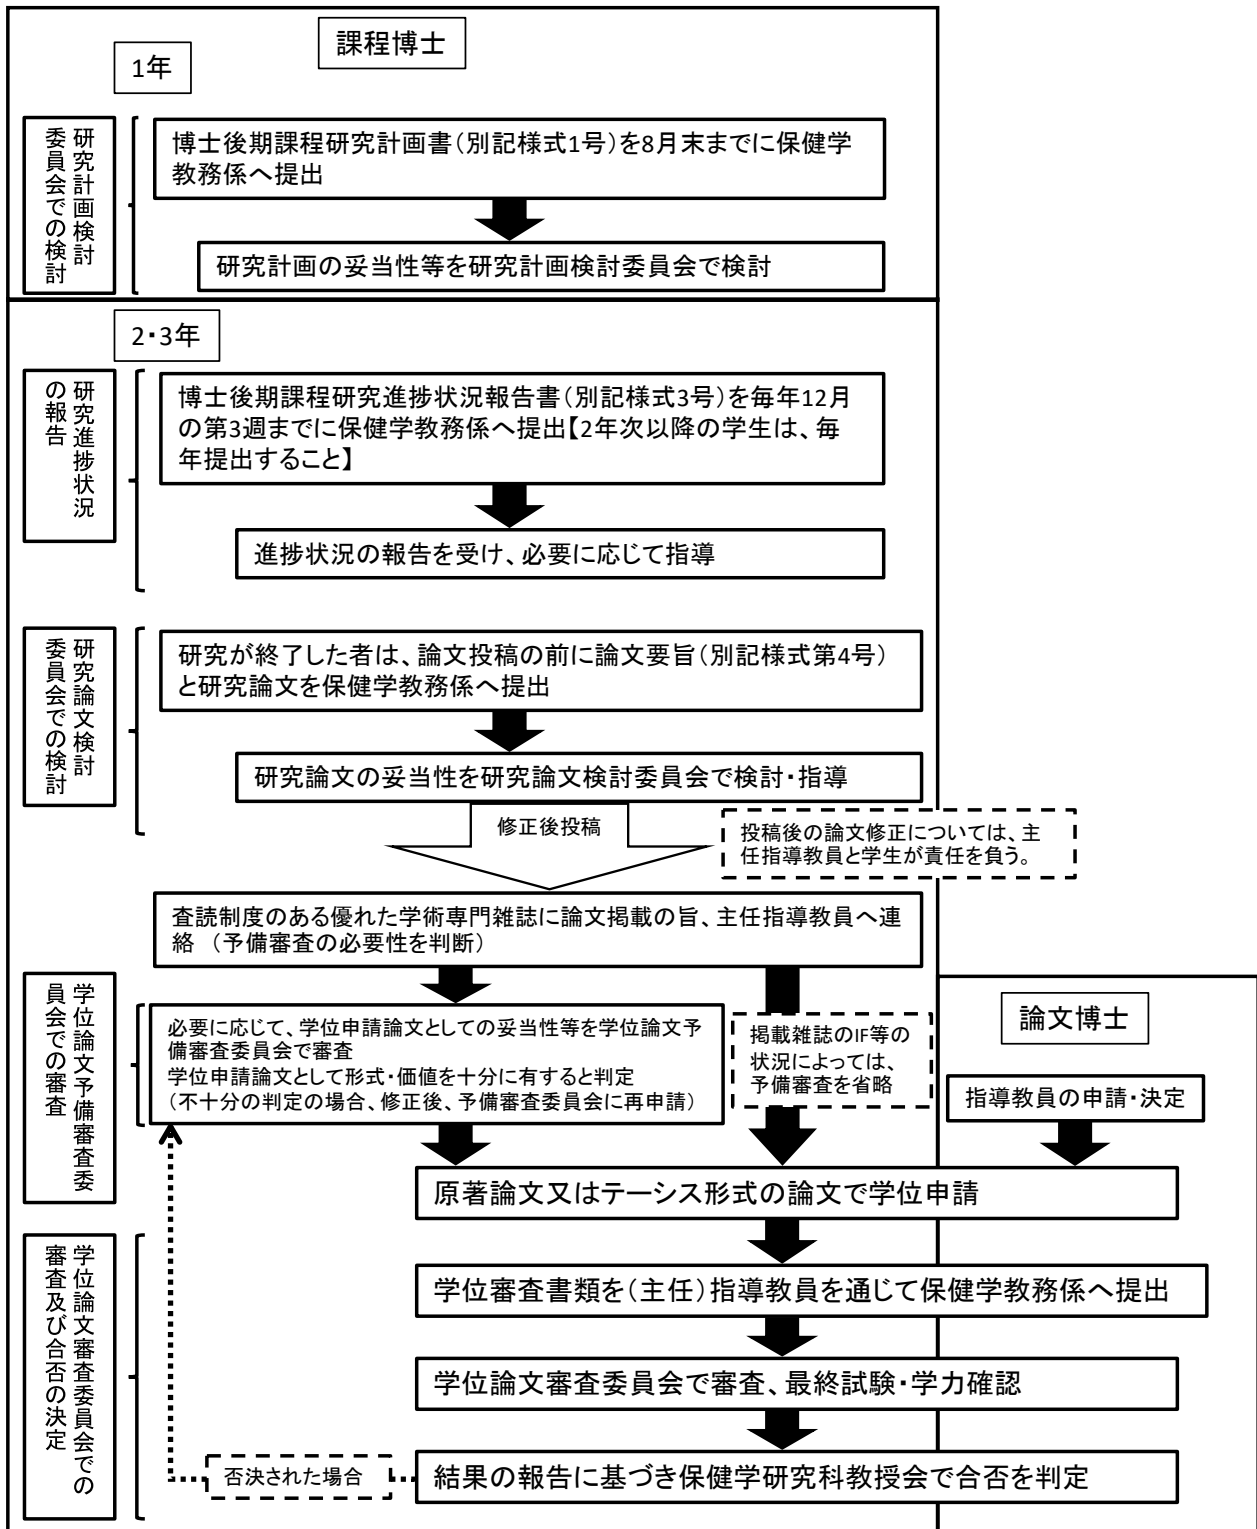 課程博士
1年
研究計画検討
委員会での検討
博士後期課程研究計画書(別記様式1号)を8月末までに保健学
教務係へ提出
研究計画の妥当性等を研究計画検討委員会で検討
2・3年
研究進捗状況
の報告
博士後期課程研究進捗状況報告書(別記様式3号)を毎年12月
の第3週までに保健学教務係へ提出【2年次以降の学生は、毎
年提出すること】
進捗状況の報告を受け、必要に応じて指導
研究論文検討
委員会での検討
研究が終了した者は、論文投稿の前に論文要旨(別記様式第4号)
と研究論文を保健学教務係へ提出
研究論文の妥当性を研究論文検討委員会で検討・指導
修正後投稿
投稿後の論文修正については、主
任指導教員と学生が責任を負う。
査読制度のある優れた学術専門雑誌に論文掲載の旨、主任指導教員へ連
絡 (予備審査の必要性を判断)
学位論文予備審査委
員会での審査
必要に応じて、学位申請論文としての妥当性等を学位論文予
備審査委員会で審査
学位申請論文として形式・価値を十分に有すると判定
(不十分の判定の場合、修正後、予備審査委員会に再申請)
掲載雑誌のIF等の
状況によっては、
予備審査を省略
論文博士
指導教員の申請・決定
原著論文又はテーシス形式の論文で学位申請
学位論文審査委員会での
審査及び合否の決定
学位審査書類を(主任)指導教員を通じて保健学教務係へ提出
学位論文審査委員会で審査、最終試験・学力確認
否決された場合
結果の報告に基づき保健学研究科教授会で合否を判定